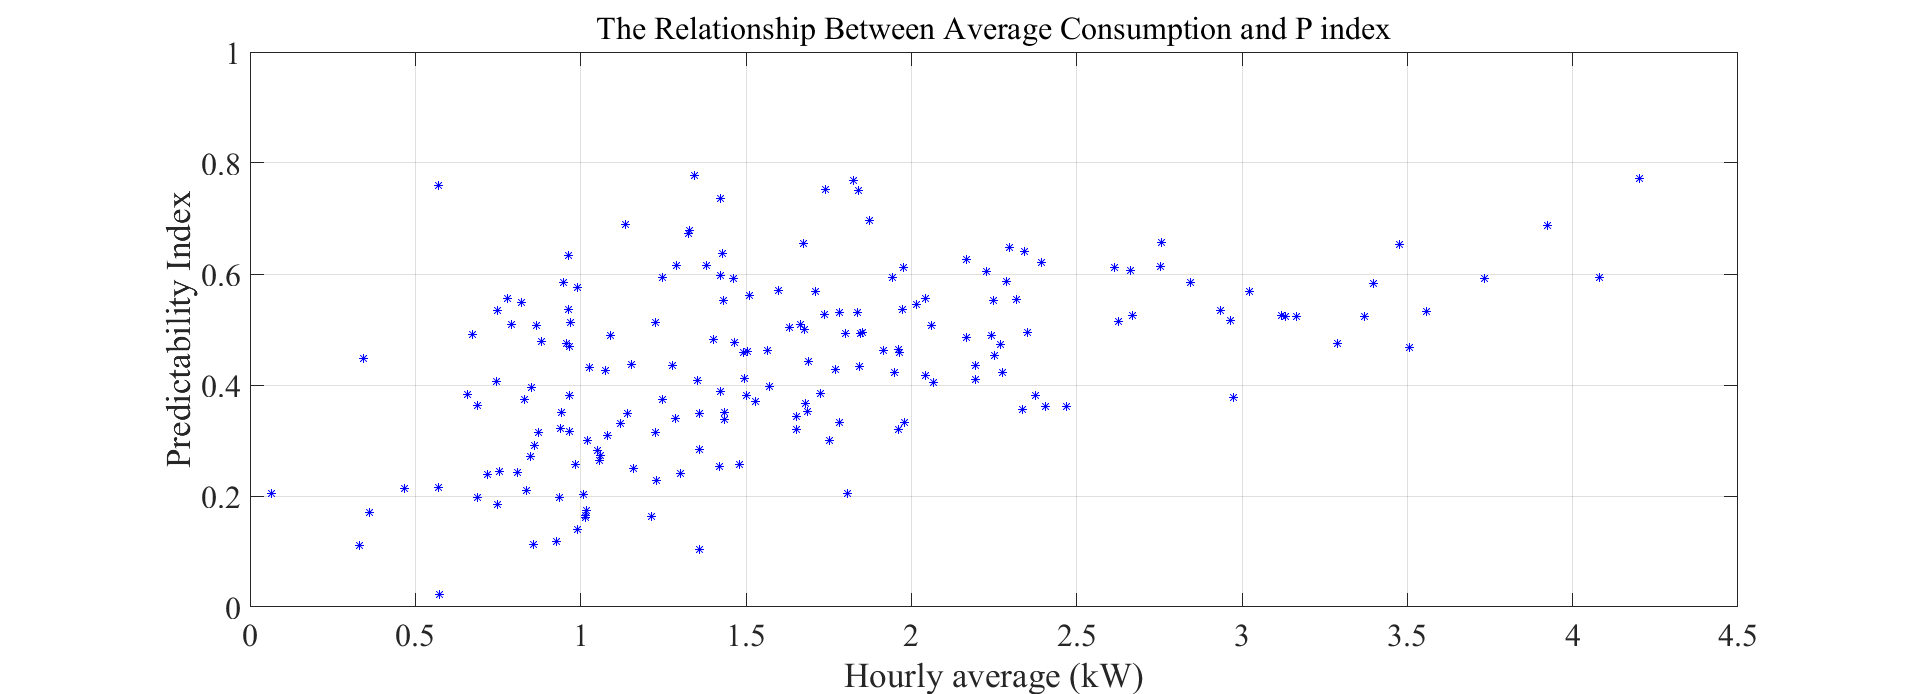 The Relationship Between Average Consumption and P index
1
0.8
0.6
0.4
0.2
0
Predictability Index
0 0.5 1 1.5 2 2.5 3 3.5 4 4.5
Hourly average (kW)